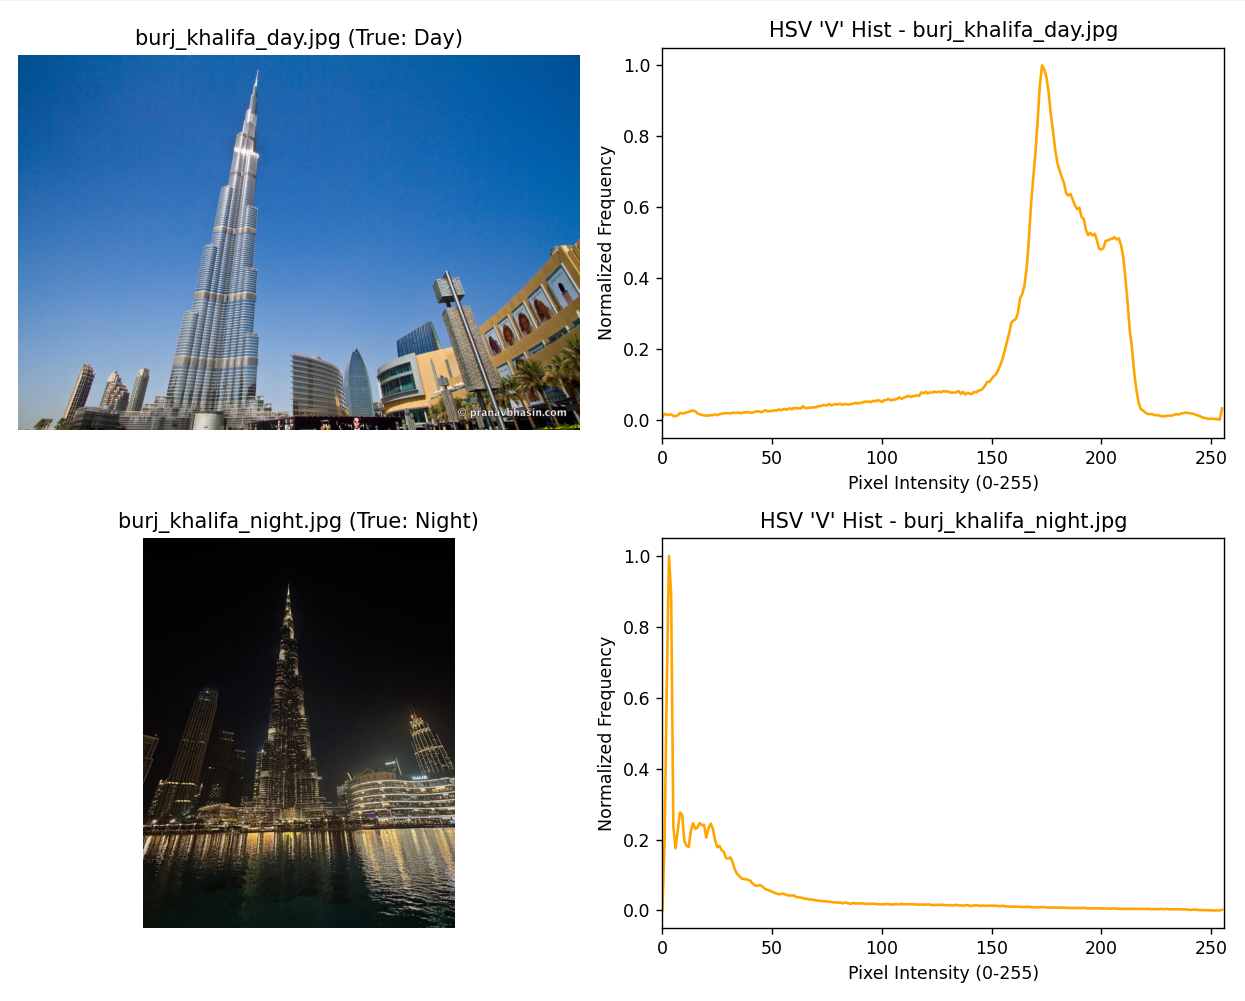 burj_khalifa_day.jpg (True: Day)
© pranavbhasin.com
HSV 'V' Hist - burj_khalifa_day.jpg
Normalized Frequency
1.0
0.8
0.6
0.4
0.2
0.0
0 50 100 150 200 250
Pixel Intensity (0-255)
burj_khalifa_night.jpg (True: Night)
HSV 'V' Hist - burj_khalifa_night.jpg
Normalized Frequency
1.0
0.8
0.6
0.4
0.2
0.0
0 50 100 150 200 250
Pixel Intensity (0-255)